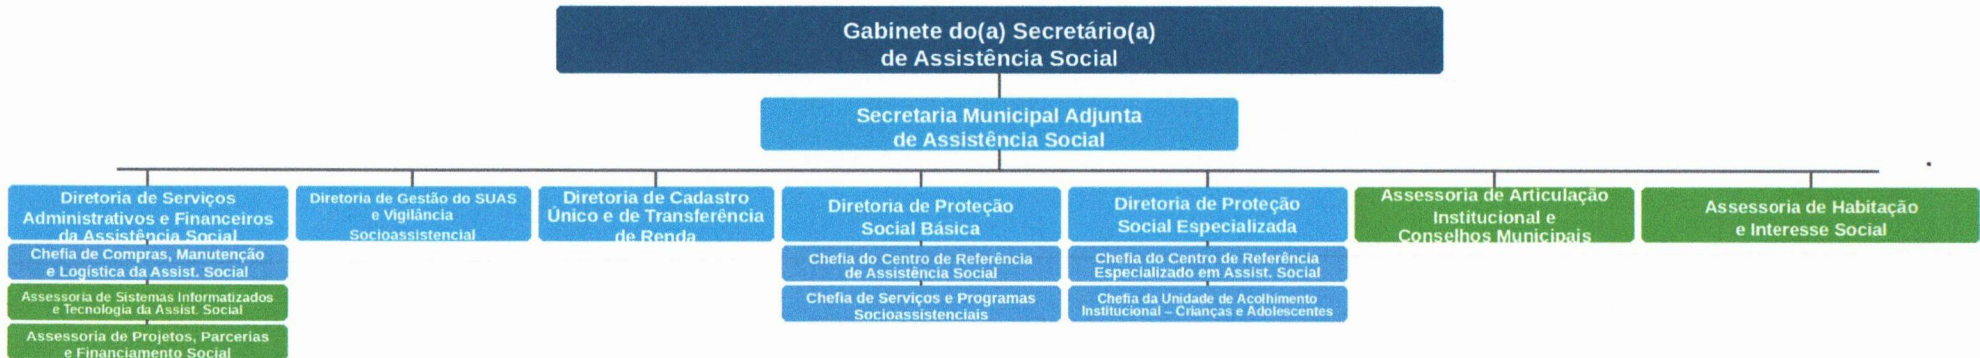 Gabinete do(a) Secretário(a)
de Assistência Social
Secretaria Municipal Adjunta
de Assistência Social
Diretoria de Serviços
Administrativos e Financeiros
da Assistência Social
Chefia de Compras, Manutenção
e Logística da Assist. Social
Assessoria de Sistemas Informatizados
e Tecnologia da Assist. Social
Assessoria de Projetos, Parcerias
e Financiamento Social
Diretoria de Gestão do SUAS
e Vigilância
Socioassistencial
Diretoria de Cadastro
Único e de Transferência
de Renda
Diretoria de Proteção
Social Básica
Chefia do Centro de Referência
de Assistência Social
Chefia de Serviços e Programas
Socioassistenciais
Diretoria de Proteção
Social Especializada
Chefia do Centro de Referência
Especializado em Assist. Social
Chefia da Unidade de Acolhimento
Institucional – Crianças e Adolescentes
Assessoria de Articulação
Institucional e
Conselhos Municipais
Assessoria de Habitação
e Interesse Social